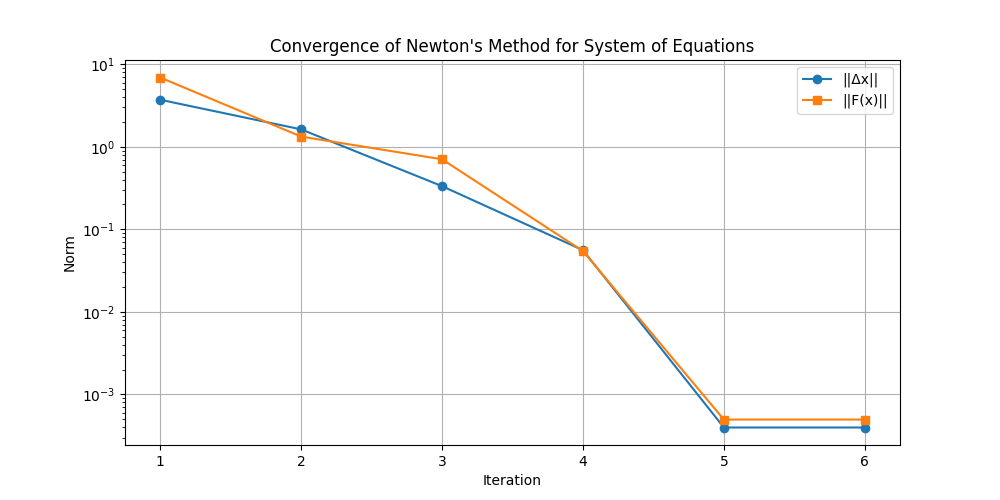 Convergence of Newton's Method for System of Equations
||Δx||
||F(x)||
Norm
10¹
10⁰
10⁻¹
10⁻²
10⁻³
1 2 3 4 5 6
Iteration